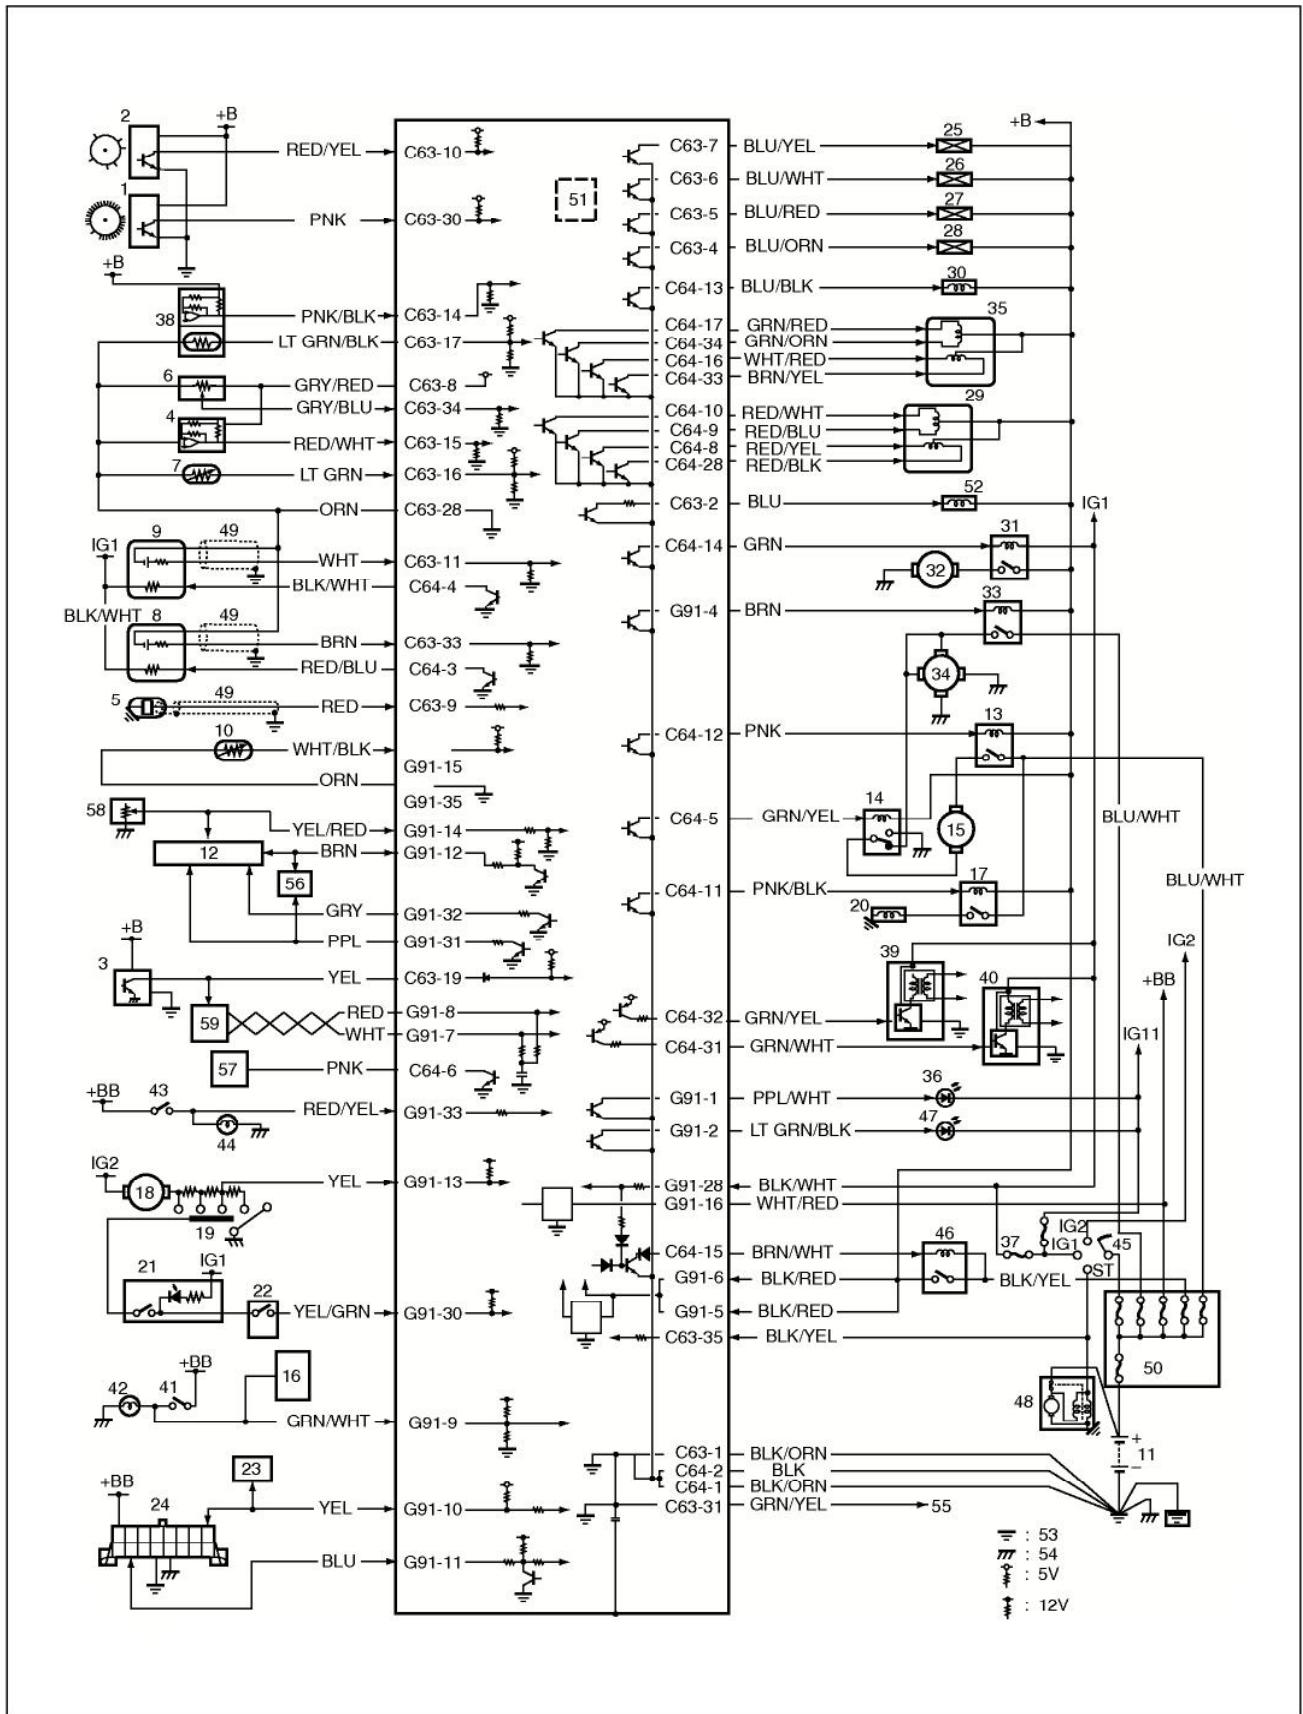 2
+B
RED/YEL
C63-10
1
PNK
C63-30
+B
38
PNK/BLK
C63-14
LT GRN/BLK
C63-17
6
GRY/RED
C63-8
GRY/BLU
C63-34
4
RED/WHT
C63-15
7
LT GRN
C63-16
ORN
C63-28
IG1
9
49
WHT
C63-11
BLK/WHT
C64-4
BLK/WHT
8
49
BRN
C63-33
RED/BLU
C64-3
5
49
RED
C63-9
10
WHT/BLK
G91-15
ORN
G91-35
58
YEL/RED
G91-14
12
BRN
G91-12
56
GRY
G91-32
PPL
G91-31
+B
3
YEL
C63-19
59
RED
G91-8
WHT
G91-7
57
PNK
C64-6
+BB
43
RED/YEL
G91-33
44
IG2
18
YEL
G91-13
19
21
IG1
22
YEL/GRN
G91-30
+BB
16
42
41
GRN/WHT
G91-9
23
+BB
24
YEL
G91-10
BLU
G91-11
51
+B
C63-7
BLU/YEL
25
C63-6
BLU/WHT
26
C63-5
BLU/RED
27
C63-4
BLU/ORN
28
C64-13
BLU/BLK
30
C64-17
GRN/RED
35
C64-34
GRN/ORN
C64-16
WHT/RED
C64-33
BRN/YEL
29
C64-10
RED/WHT
C64-9
RED/BLU
C64-8
RED/YEL
C64-28
RED/BLK
C63-2
BLU
52
IG1
C64-14
GRN
31
32
G91-4
BRN
33
34
C64-12
PNK
13
C64-5
GRN/YEL
14
15
BLU/WHT
C64-11
PNK/BLK
17
BLU/WHT
20
IG2
39
40
+BB
C64-32
GRN/YEL
C64-31
GRN/WHT
IG11
G91-1
PPL/WHT
36
G91-2
LT GRN/BLK
47
G91-28
BLK/WHT
G91-16
WHT/RED
C64-15
BRN/WHT
46
37
IG2
IG1
45
G91-6
BLK/RED
BLK/YEL
ST
G91-5
BLK/RED
C63-35
BLK/YEL
50
48
C63-1
BLK/ORN
+
11
−
C64-2
BLK
C64-1
BLK/ORN
C63-31
GRN/YEL
55
: 53
: 54
: 5V
: 12V